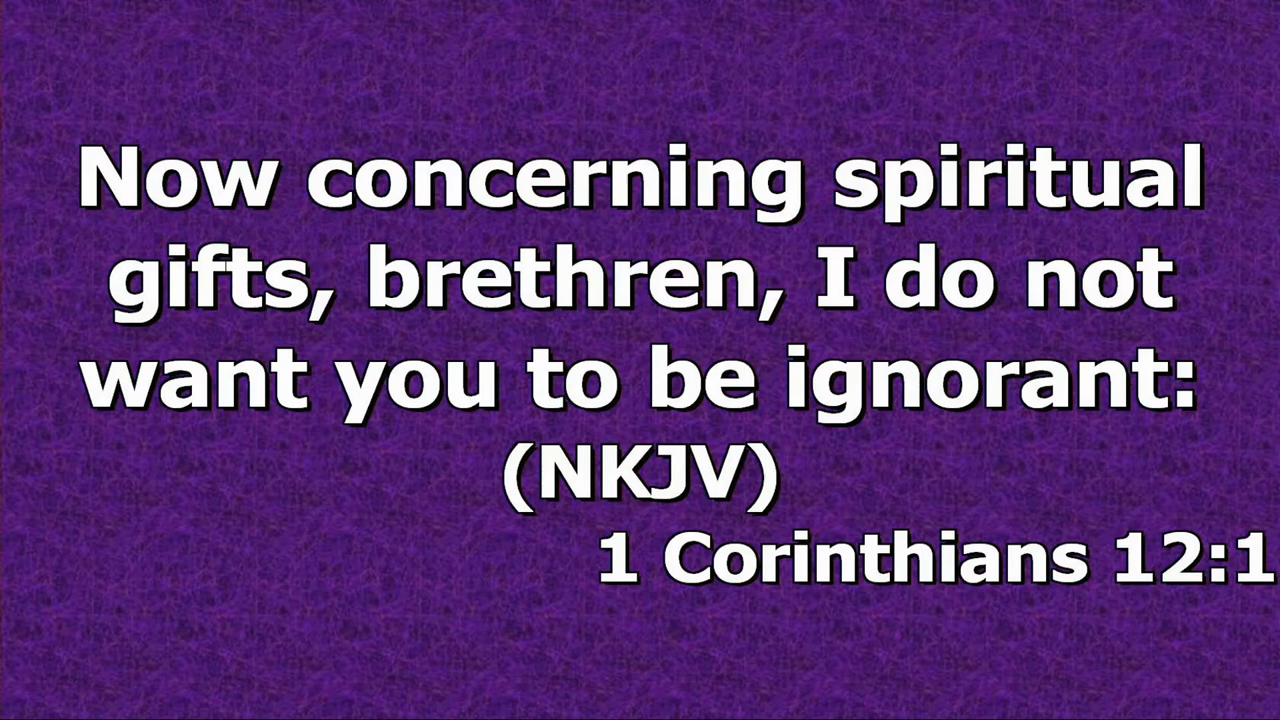 Now concerning spiritual
gifts, brethren, I do not
want you to be ignorant:
(NKJV)
1 Corinthians 12:1